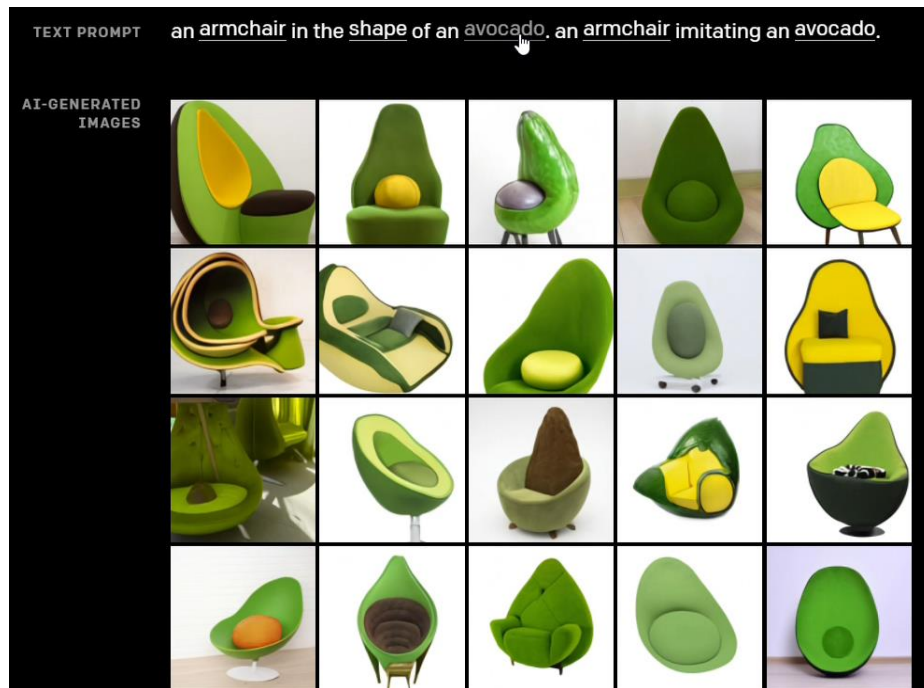 TEXT PROMPT
an armchair in the shape of an avocado. an armchair imitating an avocado.
AI-GENERATED
IMAGES